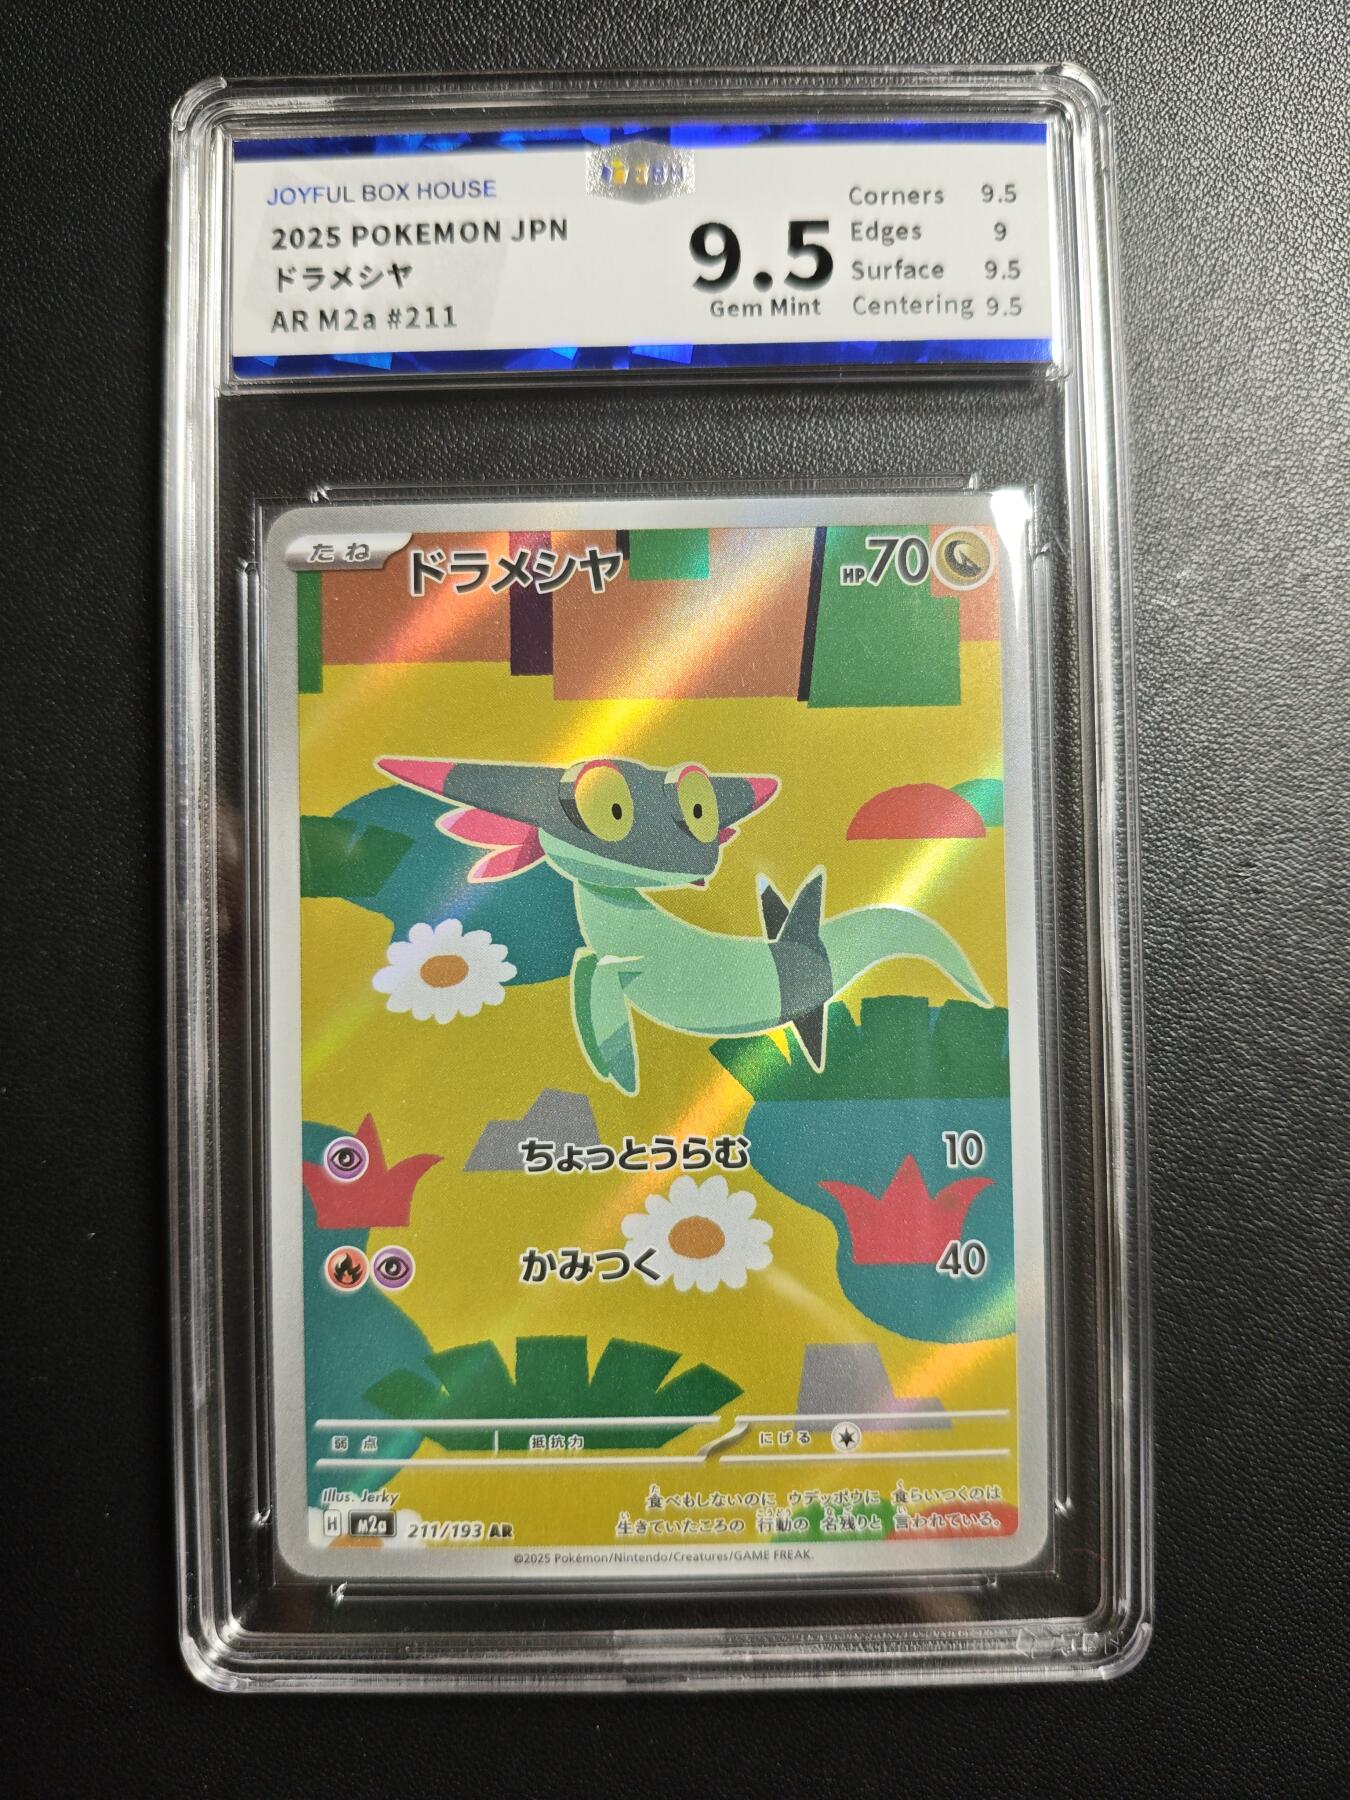 JOYFUL BOX HOUSE
2025 POKEMON JPN
ドラメシヤ
AR M2a #211
9.5
Gem Mint
Corners 9.5
Edges 9
Surface 9.5
Centering 9.5
たね
ドラメシヤ
HP70
ちょっとうらむ 10
かみつく 40
弱点 抵抗力 にげる
Illus. Jerky
H M2a 211/193 AR
食べもしないのに ウデッポウに 食らいつくのは
生きていたころの 行動の 名残りと 言われている。
©2025 Pokémon/Nintendo/Creatures/GAME FREAK.